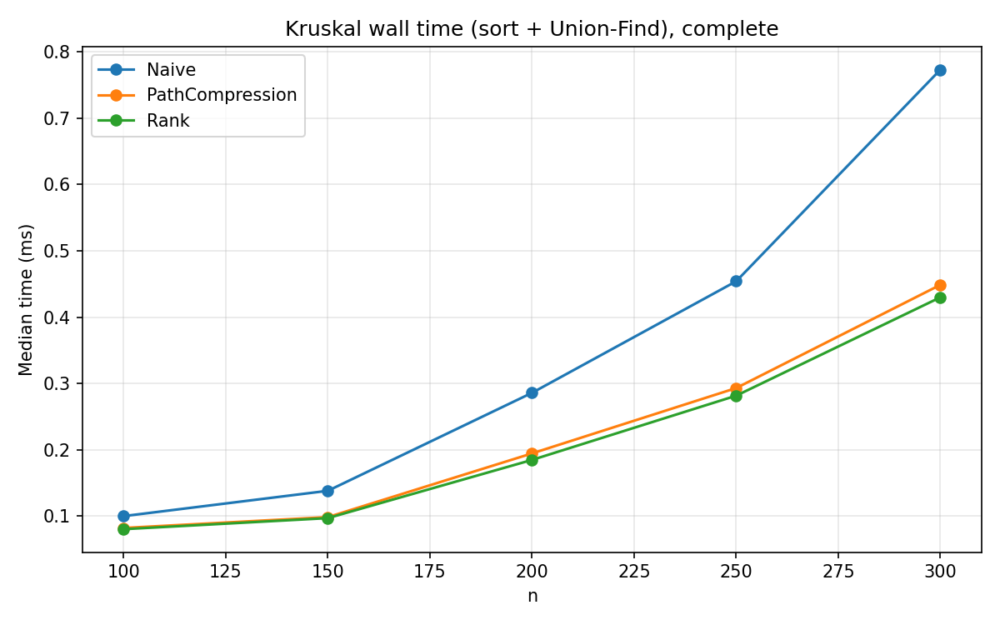 Kruskal wall time (sort + Union-Find), complete
Naive
PathCompression
Rank
Median time (ms)
0.8
0.7
0.6
0.5
0.4
0.3
0.2
0.1
100 125 150 175 200 225 250 275 300
n